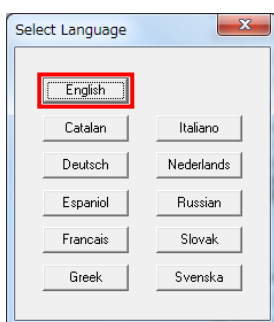 Select Language
English
Catalan Italiano
Deutsch Nederlands
Espaniol Russian
Francais Slovak
Greek Svenska